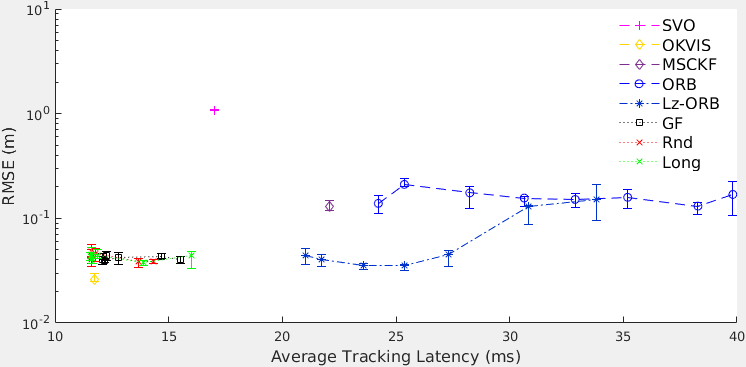 10^1
10^0
10^-1
10^-2
RMSE (m)
SVO
OKVIS
MSCKF
ORB
Lz-ORB
GF
Rnd
Long
10 15 20 25 30 35 40
Average Tracking Latency (ms)